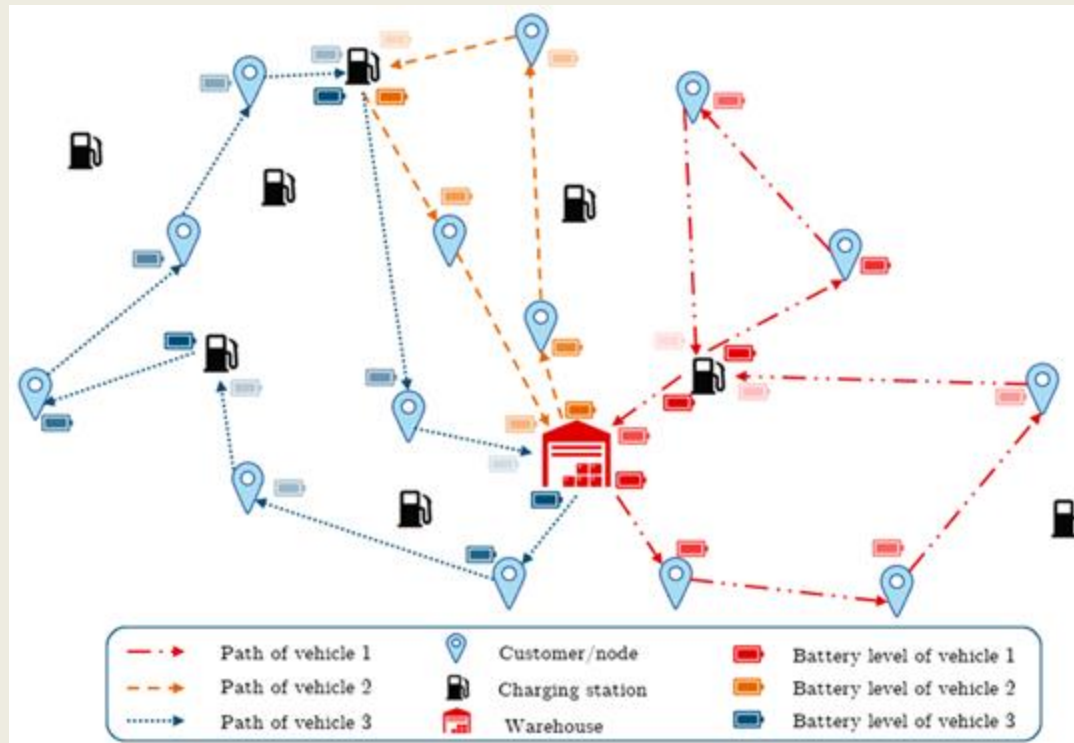 Path of vehicle 1
Customer/node
Battery level of vehicle 1
Path of vehicle 2
Charging station
Battery level of vehicle 2
Path of vehicle 3
Warehouse
Battery level of vehicle 3